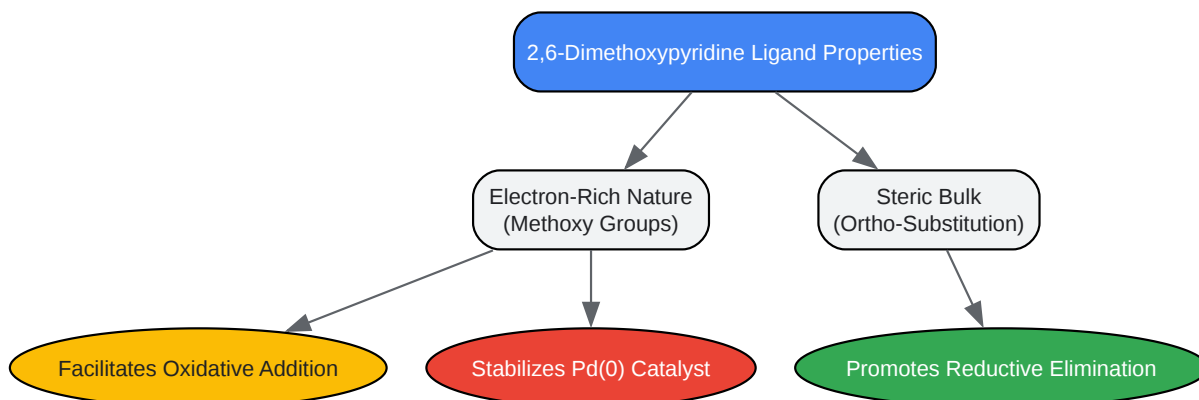 2,6-Dimethoxypyridine Ligand Properties
Electron-Rich Nature
(Methoxy Groups)
Steric Bulk
(Ortho-Substitution)
Facilitates Oxidative Addition
Stabilizes Pd(0) Catalyst
Promotes Reductive Elimination